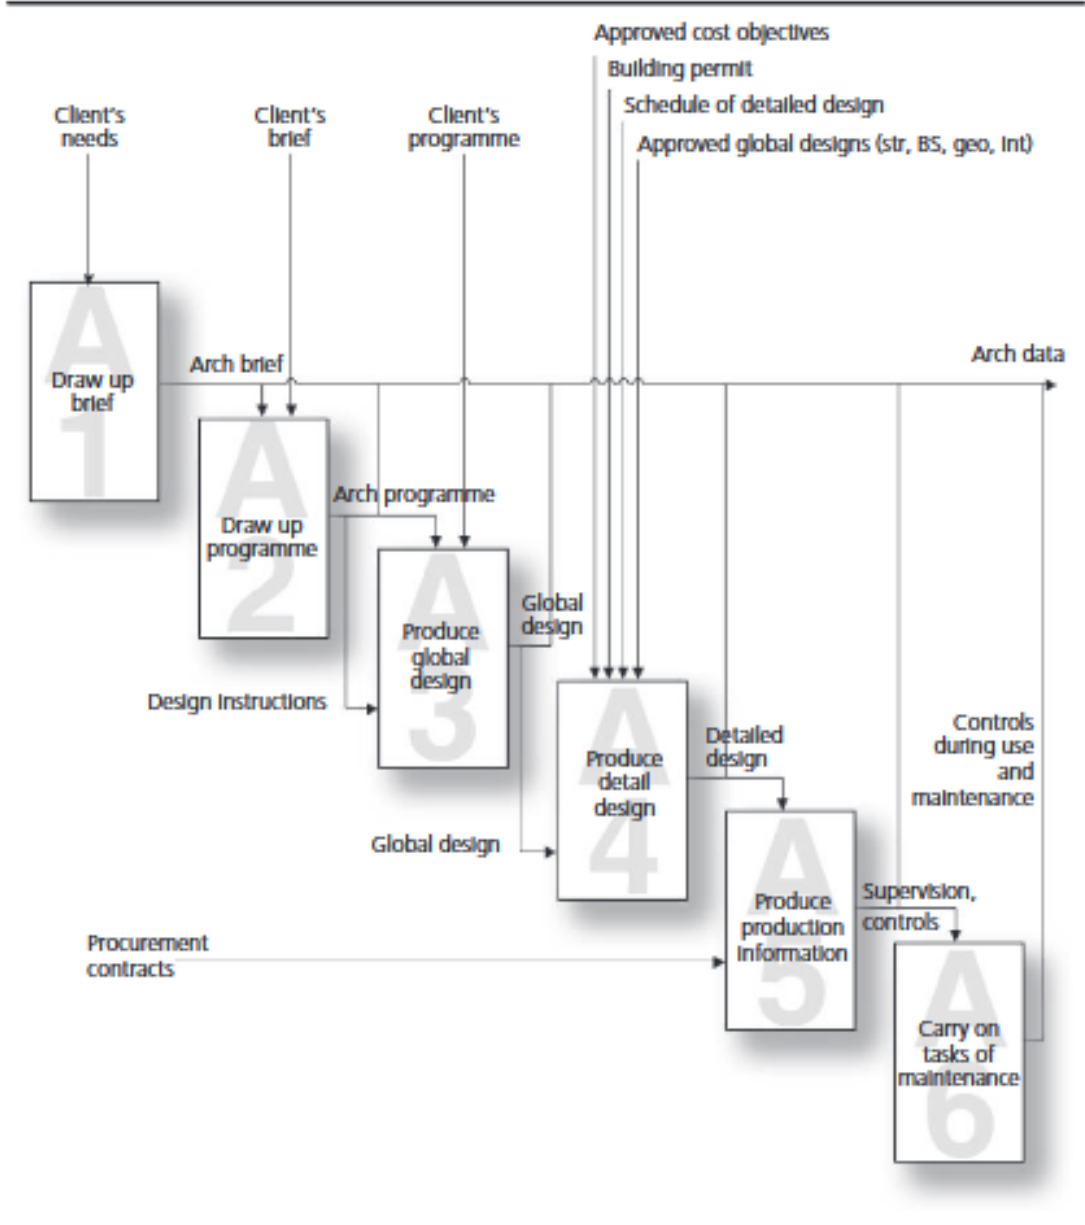 Approved cost objectives
Building permit
Schedule of detailed design
Approved global designs (str, BS, geo, int)
Client's
needs
Client's
brief
Client's
programme
A
1
Draw up
brief
Arch brief
Arch data
A
2
Draw up
programme
Arch programme
A
3
Produce
global
design
Global
design
Design instructions
A
4
Produce
detail
design
Detailed
design
Global design
Controls
during use
and
maintenance
A
5
Produce
production
information
Supervision,
controls
Procurement
contracts
A
6
Carry on
tasks of
maintenance